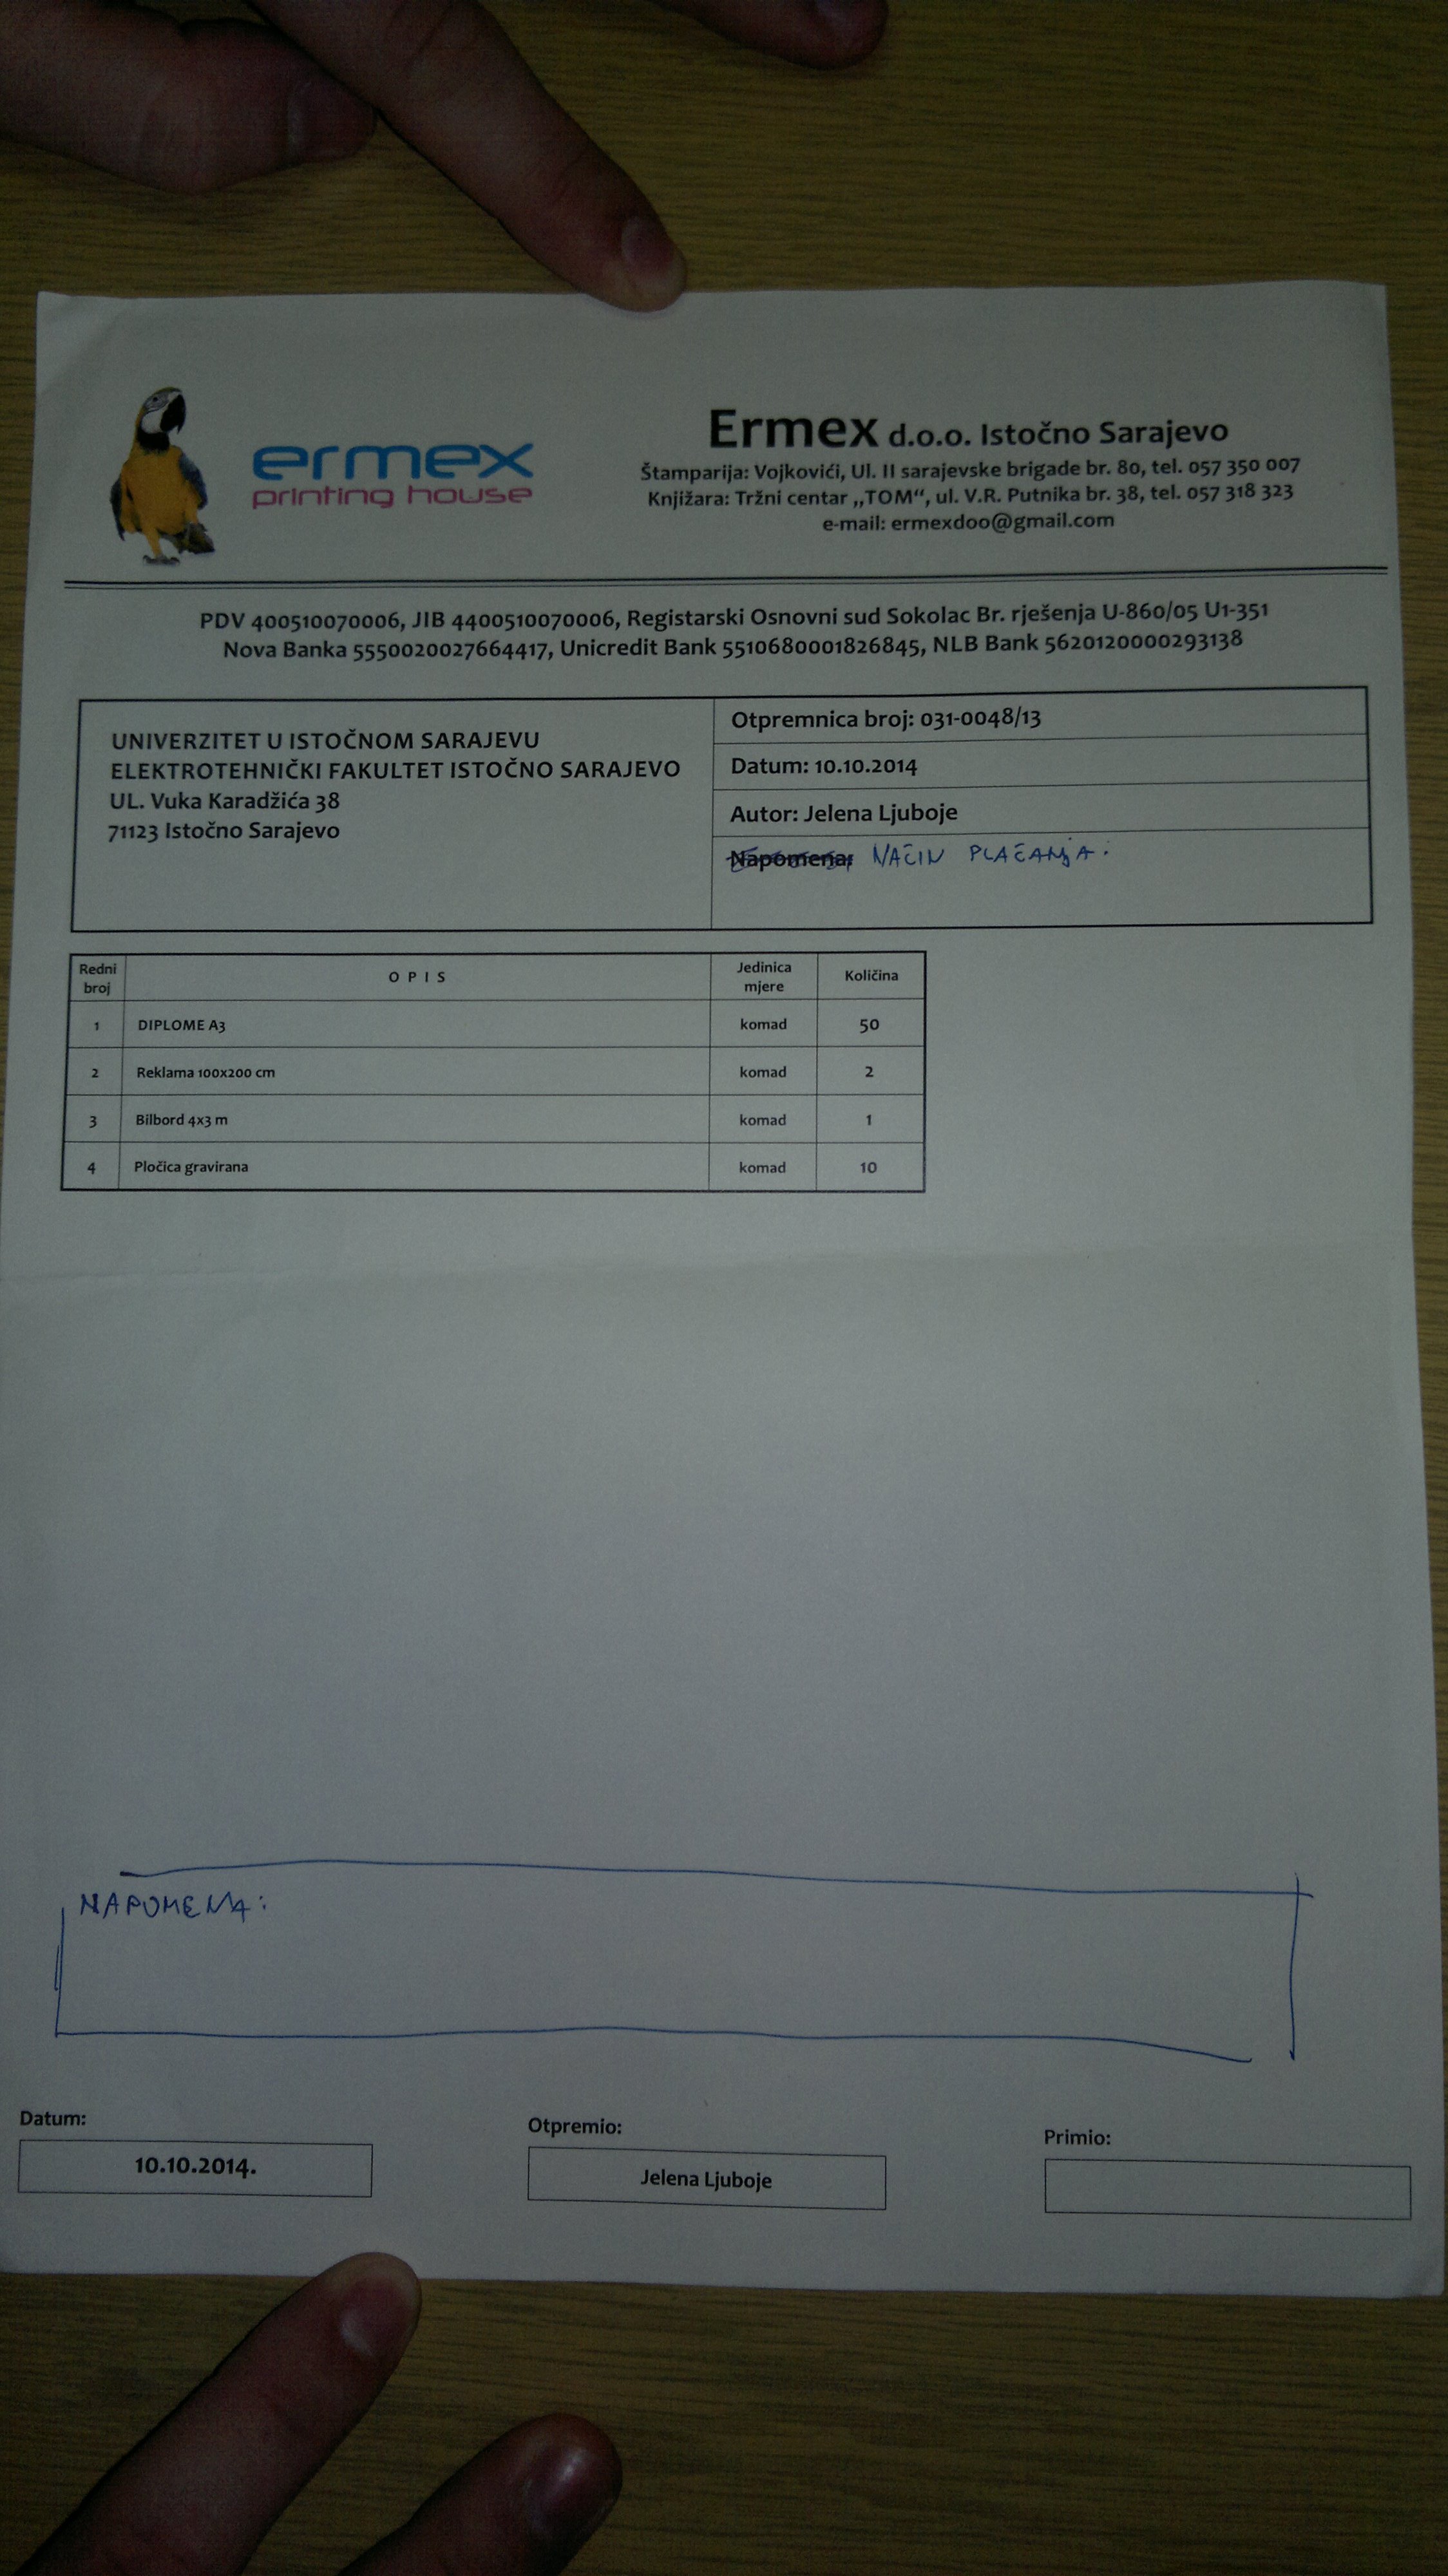 ermex
printing house
Ermex d.o.o. Istočno Sarajevo
Štamparija: Vojkovići, Ul. II sarajevske brigade br. 80, tel. 057 350 007
Knjižara: Tržni centar „TOM“, ul. V.R. Putnika br. 38, tel. 057 318 323
e-mail: ermexdoo@gmail.com
PDV 400510070006, JIB 4400510070006, Registarski Osnovni sud Sokolac Br. rješenja U-860/05 U1-351
Nova Banka 5550020027664417, Unicredit Bank 5510680001826845, NLB Bank 5620120000293138
UNIVERZITET U ISTOČNOM SARAJEVU
ELEKTROTEHNIČKI FAKULTET ISTOČNO SARAJEVO
UL. Vuka Karadžića 38
71123 Istočno Sarajevo
Otpremnica broj: 031-0048/13
Datum: 10.10.2014
Autor: Jelena Ljuboje
Napomena: NAČIN PLAĆANjA:
Redni broj OPIS Jedinica mjere Količina
1 DIPLOME A3 komad 50
2 Reklama 100x200 cm komad 2
3 Bilbord 4x3 m komad 1
4 Pločica gravirana komad 10
NAPOMENA:
Datum: Otpremio: Primio:
10.10.2014. Jelena Ljuboje